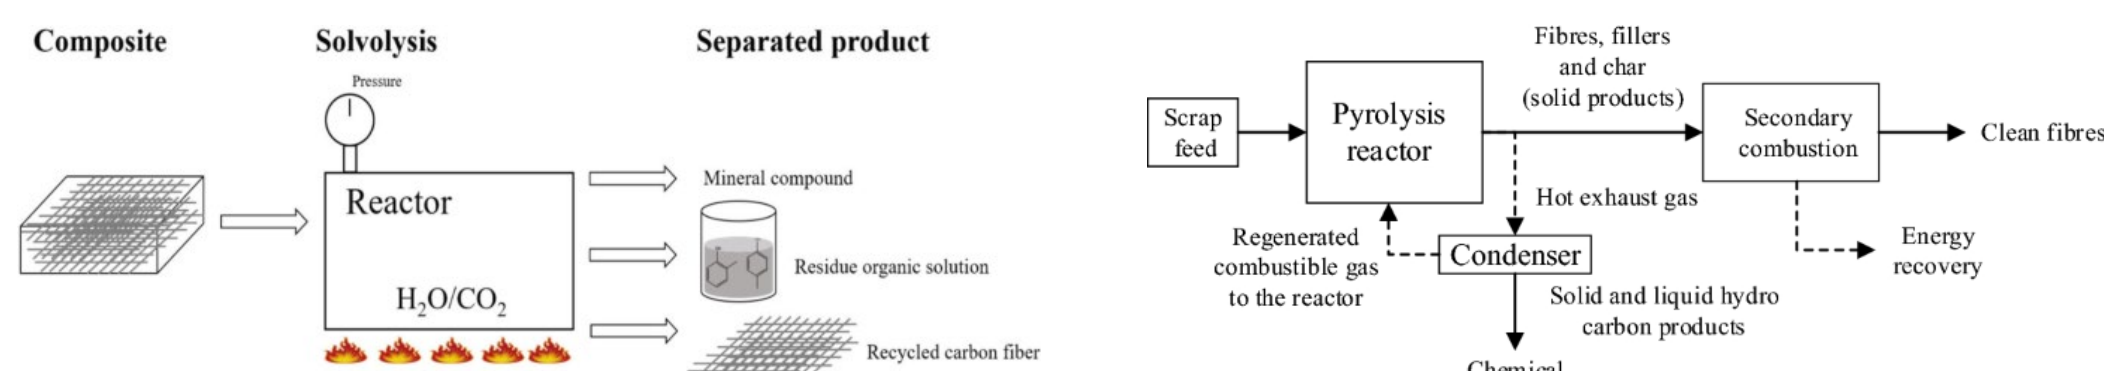 Composite
Solvolysis
Separated product
Pressure
Reactor
H₂O/CO₂
Mineral compound
Residue organic solution
Recycled carbon fiber
Scrap
feed
Pyrolysis
reactor
Fibres, fillers
and char
(solid products)
Secondary
combustion
Clean fibres
Hot exhaust gas
Regenerated
combustible gas
to the reactor
Condenser
Energy
recovery
Solid and liquid hydro
carbon products
Chemical